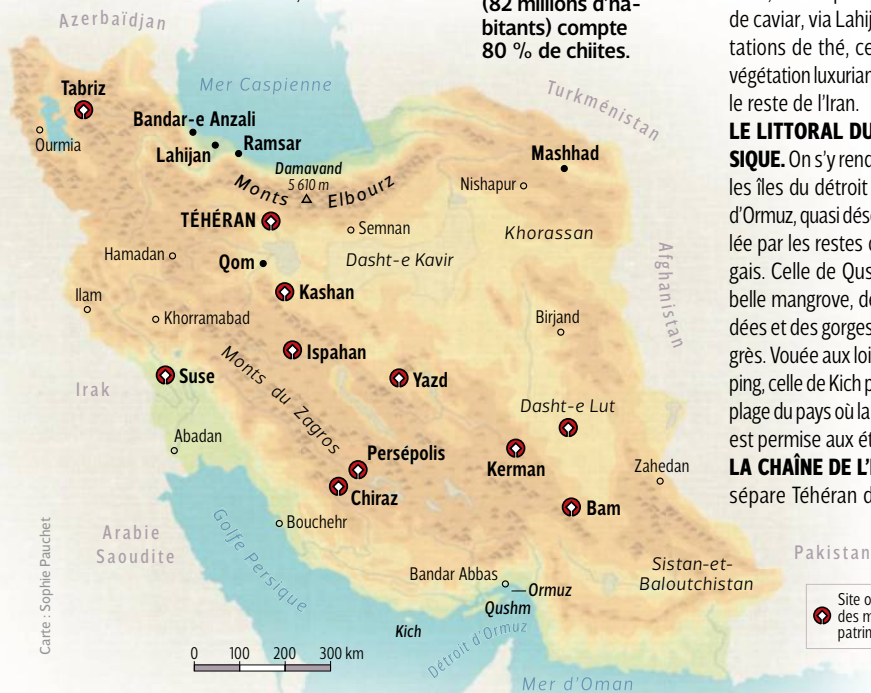 (82 millions d'ha-
bitants) compte
80 % de chiites.
Azerbaïdjan
Tabriz
Ourmia
Mer Caspienne
Turkménistan
Bandar-e Anzali
Lahijan
Ramsar
Damavand
5 610 m
Monts Elbourz
Mashhad
Nishapur
TÉHÉRAN
Semnan
Khorassan
Hamadan
Qom
Dasht-e Kavir
Afghanistan
Ilam
Kashan
Khorramabad
Birjand
Ispahan
Monts du Zagros
Irak
Suse
Yazd
Dasht-e Lut
Abadan
Persépolis
Kerman
Zahedan
Chiraz
Bam
Bouchehr
Arabie
Saoudite
Golfe Persique
Pakistan
Sistan-et-
Baloutchistan
Bandar Abbas
Ormuz
Qushm
Kich
Détroit d'Ormuz
Mer d'Oman
0 100 200 300 km
Carte : Sophie Pauchet
de caviar, via Lahij
tations de thé, ce
végétation luxurian
le reste de l'Iran.
LE LITTORAL DU
SIQUE. On s'y rend
les îles du détroit
d'Ormuz, quasi dése
lée par les restes
gais. Celle de Qus
belle mangrove, de
dées et des gorges
grès. Vouée aux loi
ping, celle de Kich p
plage du pays où la
est permise aux ét
LA CHAÎNE DE L'
sépare Téhéran d
Site o
des m
patrim